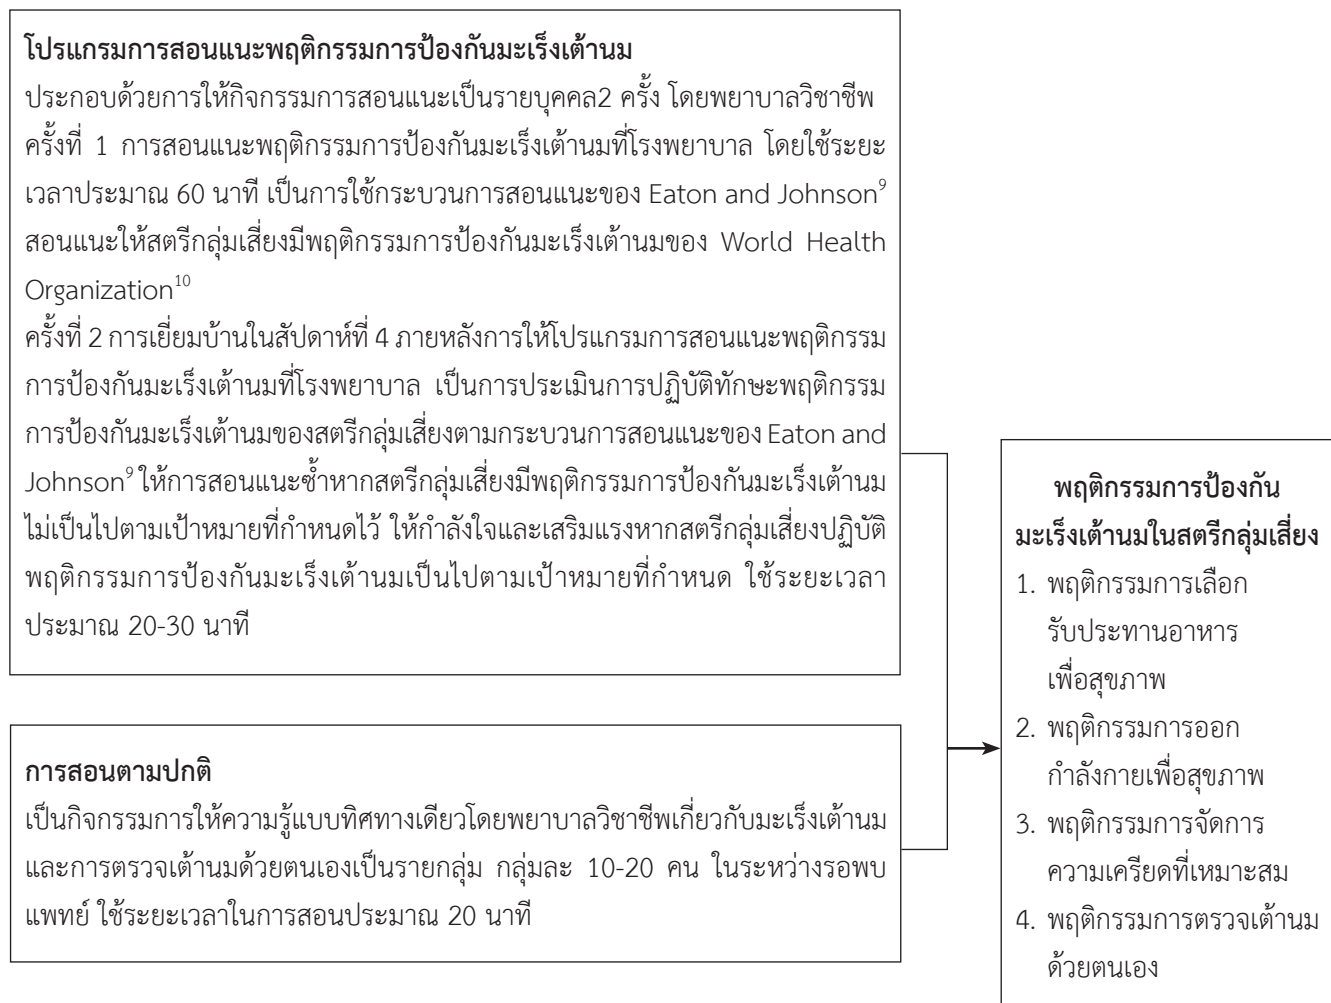 โปรแกรมการสอนแนะพฤติกรรมการป้องกันมะเร็งเต้านม
ประกอบด้วยการให้กิจกรรมการสอนแนะเป็นรายบุคคล2 ครั้ง โดยพยาบาลวิชาชีพ
ครั้งที่ 1 การสอนแนะพฤติกรรมการป้องกันมะเร็งเต้านมที่โรงพยาบาล โดยใช้ระยะ
เวลาประมาณ 60 นาที เป็นการใช้กระบวนการสอนแนะของ Eaton and Johnson⁹
สอนแนะให้สตรีกลุ่มเสี่ยงมีพฤติกรรมการป้องกันมะเร็งเต้านมของ World Health
Organization¹⁰
ครั้งที่ 2 การเยี่ยมบ้านในสัปดาห์ที่ 4 ภายหลังการให้โปรแกรมการสอนแนะพฤติกรรม
การป้องกันมะเร็งเต้านมที่โรงพยาบาล เป็นการประเมินการปฏิบัติทักษะพฤติกรรม
การป้องกันมะเร็งเต้านมของสตรีกลุ่มเสี่ยงตามกระบวนการสอนแนะของ Eaton and
Johnson⁹ ให้การสอนแนะซ้ำหากสตรีกลุ่มเสี่ยงมีพฤติกรรมการป้องกันมะเร็งเต้านม
ไม่เป็นไปตามเป้าหมายที่กำหนดไว้ ให้กำลังใจและเสริมแรงหากสตรีกลุ่มเสี่ยงปฏิบัติ
พฤติกรรมการป้องกันมะเร็งเต้านมเป็นไปตามเป้าหมายที่กำหนด ใช้ระยะเวลา
ประมาณ 20-30 นาที
การสอนตามปกติ
เป็นกิจกรรมการให้ความรู้แบบทิศทางเดียวโดยพยาบาลวิชาชีพเกี่ยวกับมะเร็งเต้านม
และการตรวจเต้านมด้วยตนเองเป็นรายกลุ่ม กลุ่มละ 10-20 คน ในระหว่างรอพบ
แพทย์ ใช้ระยะเวลาในการสอนประมาณ 20 นาที
พฤติกรรมการป้องกัน
มะเร็งเต้านมในสตรีกลุ่มเสี่ยง
1. พฤติกรรมการเลือก
รับประทานอาหาร
เพื่อสุขภาพ
2. พฤติกรรมการออก
กำลังกายเพื่อสุขภาพ
3. พฤติกรรมการจัดการ
ความเครียดที่เหมาะสม
4. พฤติกรรมการตรวจเต้านม
ด้วยตนเอง